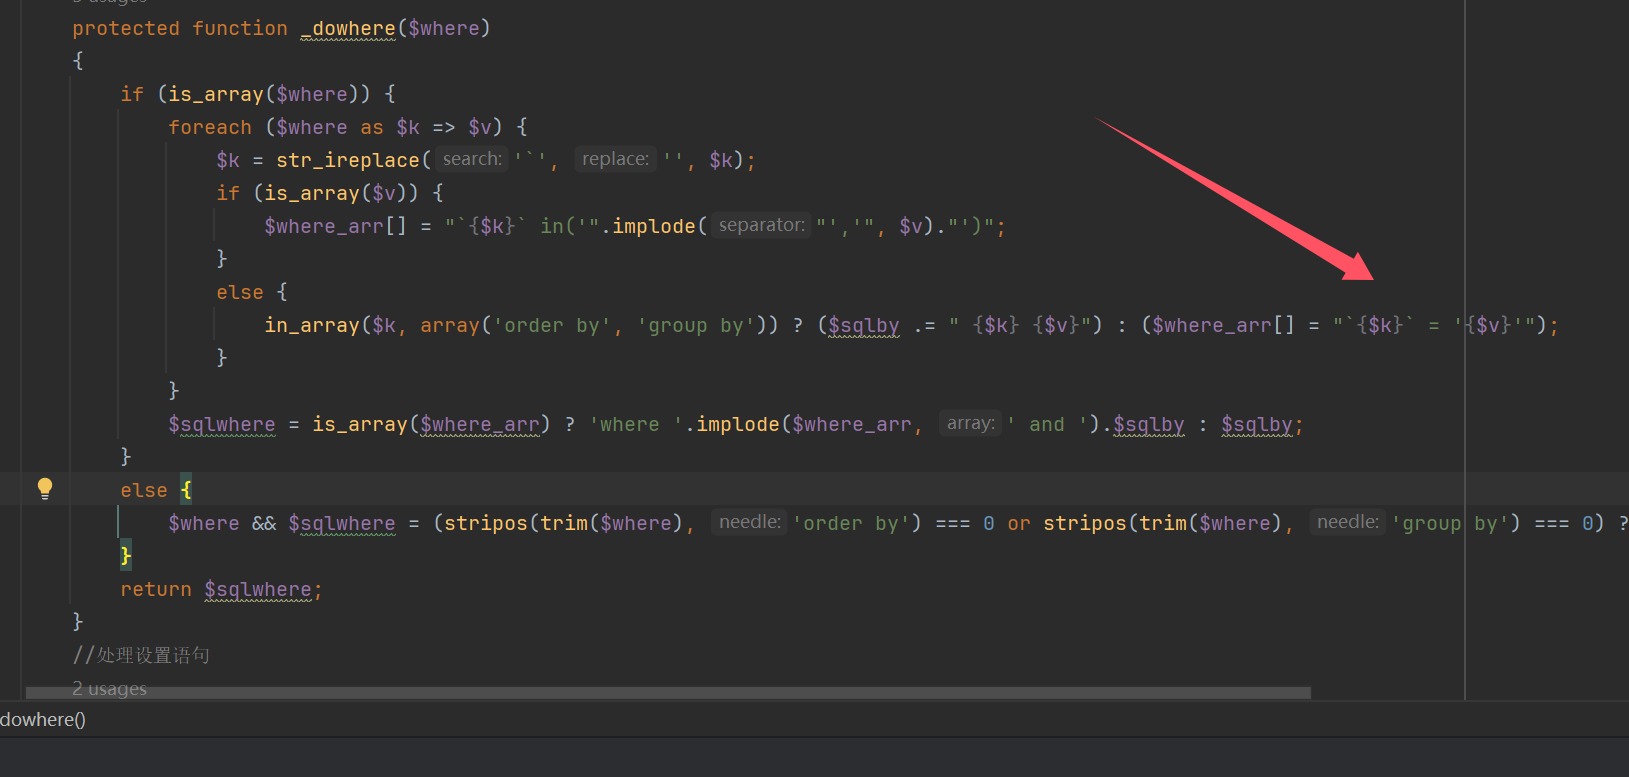 usages
protected function _dowhere($where)
{
if (is_array($where)) {
foreach ($where as $k => $v) {
$k = str_ireplace( search: '`', replace: '', $k);
if (is_array($v)) {
$where_arr[] = "`{$k}` in('".implode( separator: "','", $v)."')";
}
else {
in_array($k, array('order by', 'group by')) ? ($sqlby .= " {$k} {$v}") : ($where_arr[] = "`{$k}` = '{$v}'");
}
}
$sqlwhere = is_array($where_arr) ? 'where '.implode($where_arr, array: ' and ').$sqlby : $sqlby;
}
else {
$where && $sqlwhere = (stripos(trim($where), needle: 'order by') === 0 or stripos(trim($where), needle: 'group by') === 0) ?
}
return $sqlwhere;
}
//处理设置语句
2 usages
dowhere()